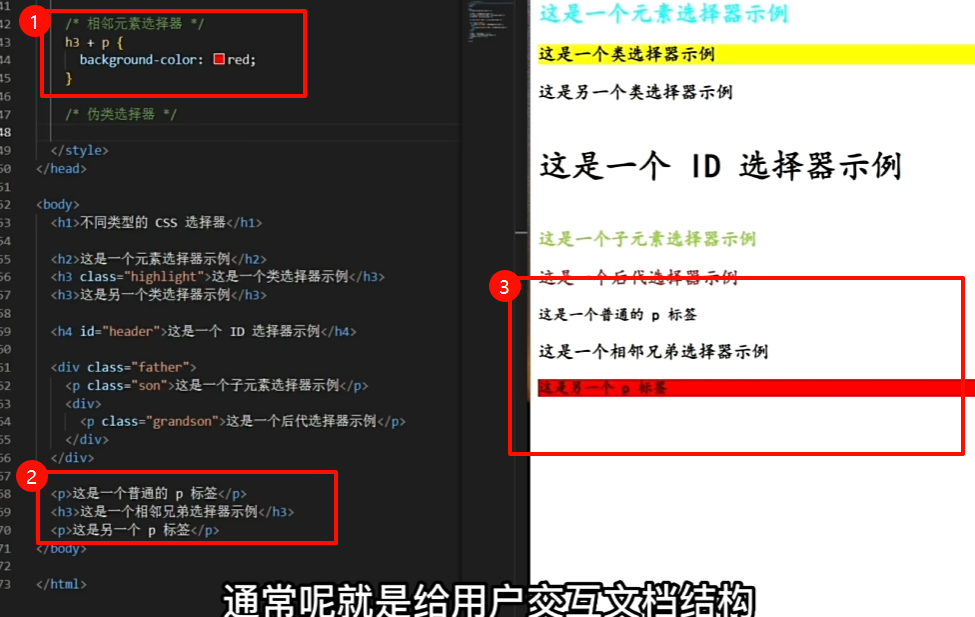 41
1
42 /* 相邻元素选择器 */
43 h3 + p {
44 background-color: red;
45 }
46
47 /* 伪类选择器 */
48
49 </style>
50 </head>
51
52 <body>
53 <h1>不同类型的 CSS 选择器</h1>
54
55 <h2>这是一个元素选择器示例</h2>
56 <h3 class="highlight">这是一个类选择器示例</h3>
57 <h3>这是另一个类选择器示例</h3>
58
59 <h4 id="header">这是一个 ID 选择器示例</h4>
60
61 <div class="father">
62 <p class="son">这是一个子元素选择器示例</p>
63 <div>
64 <p class="grandson">这是一个后代选择器示例</p>
65 </div>
66 </div>
67
2
68 <p>这是一个普通的 p 标签</p>
69 <h3>这是一个相邻兄弟选择器示例</h3>
70 <p>这是另一个 p 标签</p>
71 </body>
72
73 </html>
这是一个元素选择器示例
这是一个类选择器示例
这是另一个类选择器示例
这是一个 ID 选择器示例
这是一个子元素选择器示例
这是一个后代选择器示例
3
这是一个普通的 p 标签
这是一个相邻兄弟选择器示例
这是另一个 p 标签
通常呢就是给用户交互文档结构